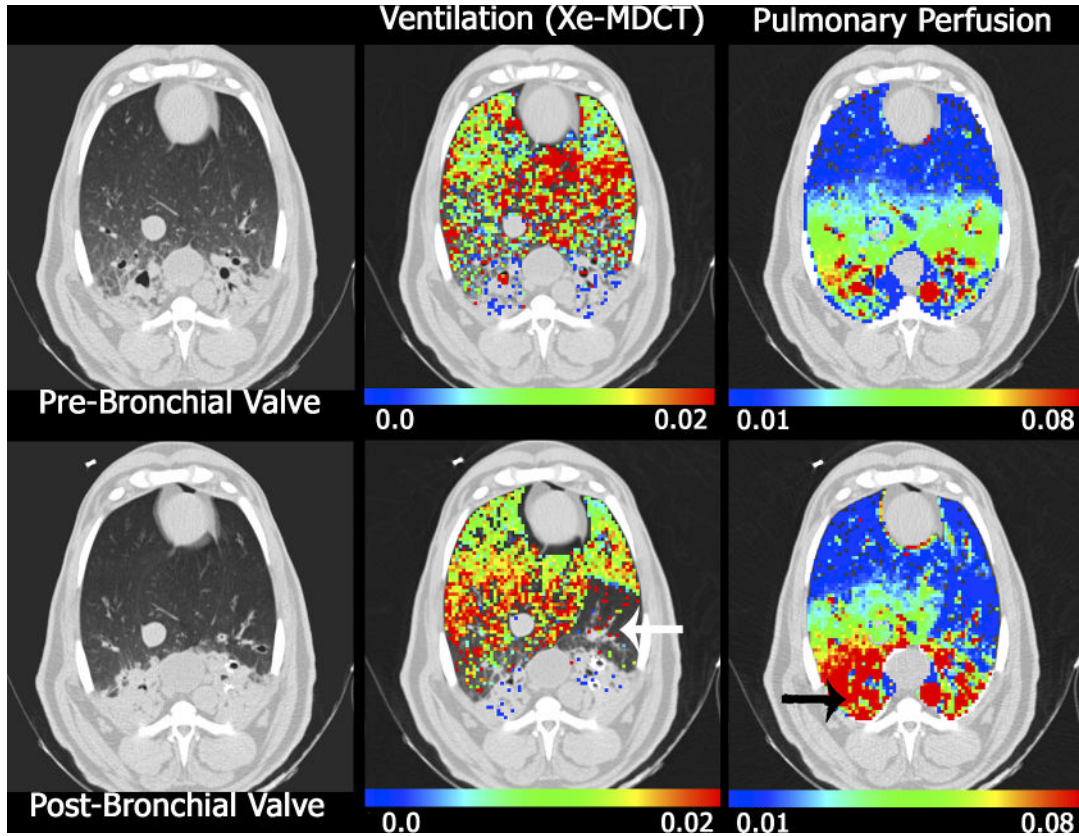 Ventilation (Xe-MDCT)
Pulmonary Perfusion
Pre-Bronchial Valve
0.0
0.02
0.01
0.08
Post-Bronchial Valve
0.0
0.02
0.01
0.08